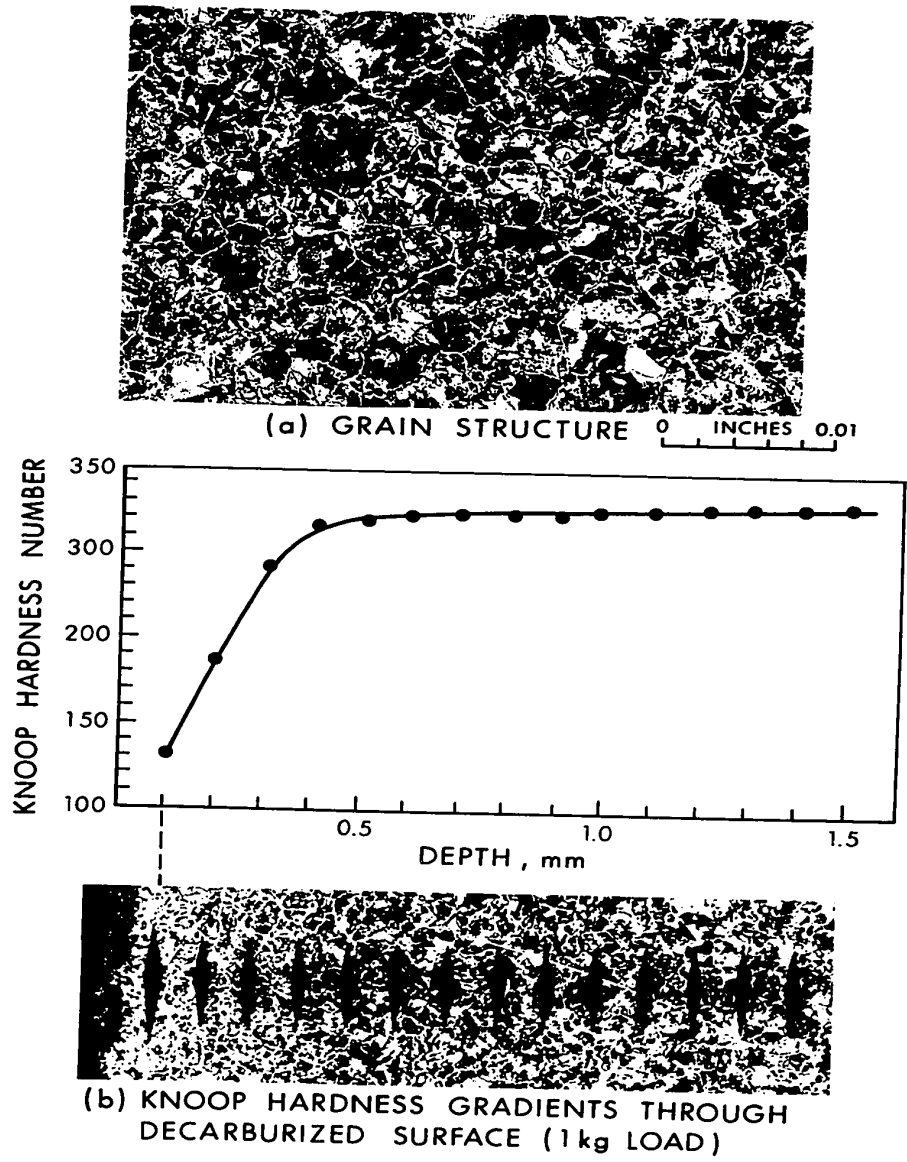 (a) GRAIN STRUCTURE
0 INCHES 0.01
KNOOP HARDNESS NUMBER
350
300
200
150
100
0.5 1.0 1.5
DEPTH, mm
(b) KNOOP HARDNESS GRADIENTS THROUGH
DECARBURIZED SURFACE (1kg LOAD)